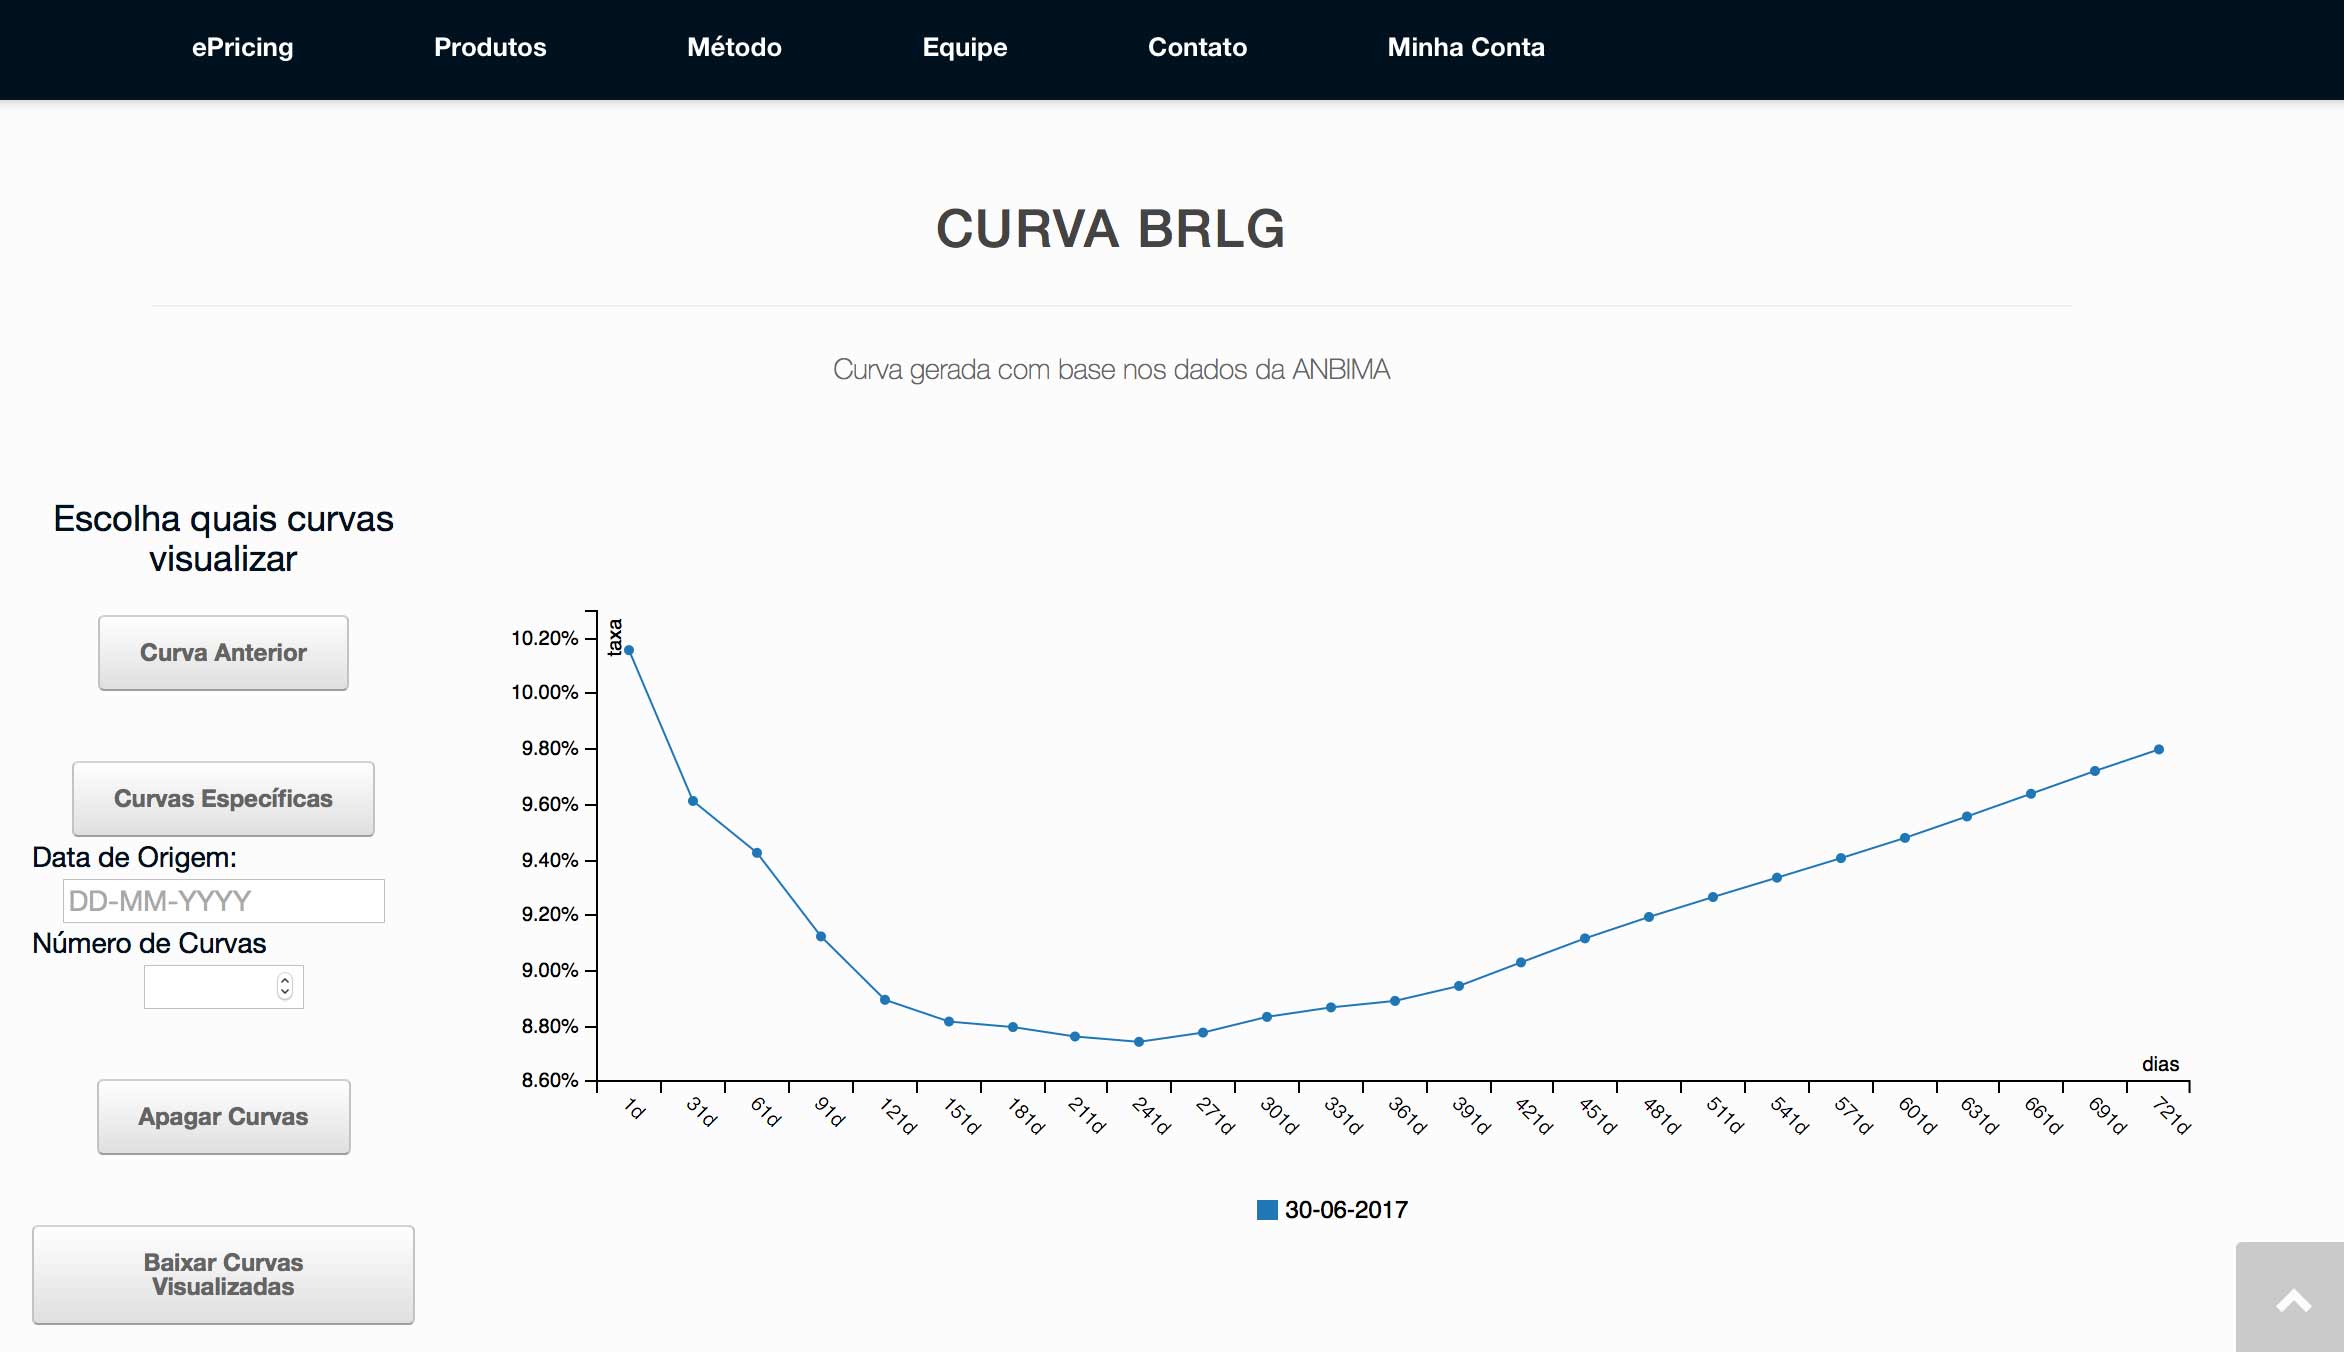 ePricing Produtos Método Equipe Contato Minha Conta
CURVA BRLG
Curva gerada com base nos dados da ANBIMA
Escolha quais curvas
visualizar
Curva Anterior
Curvas Específicas
Data de Origem:
DD-MM-YYYY
Número de Curvas
Apagar Curvas
Baixar Curvas
Visualizadas
taxa
10.20%
10.00%
9.80%
9.60%
9.40%
9.20%
9.00%
8.80%
8.60%
dias
1d 31d 61d 91d 121d 151d 181d 211d 241d 271d 301d 331d 361d 391d 421d 451d 481d 511d 541d 571d 601d 631d 661d 691d 721d
30-06-2017